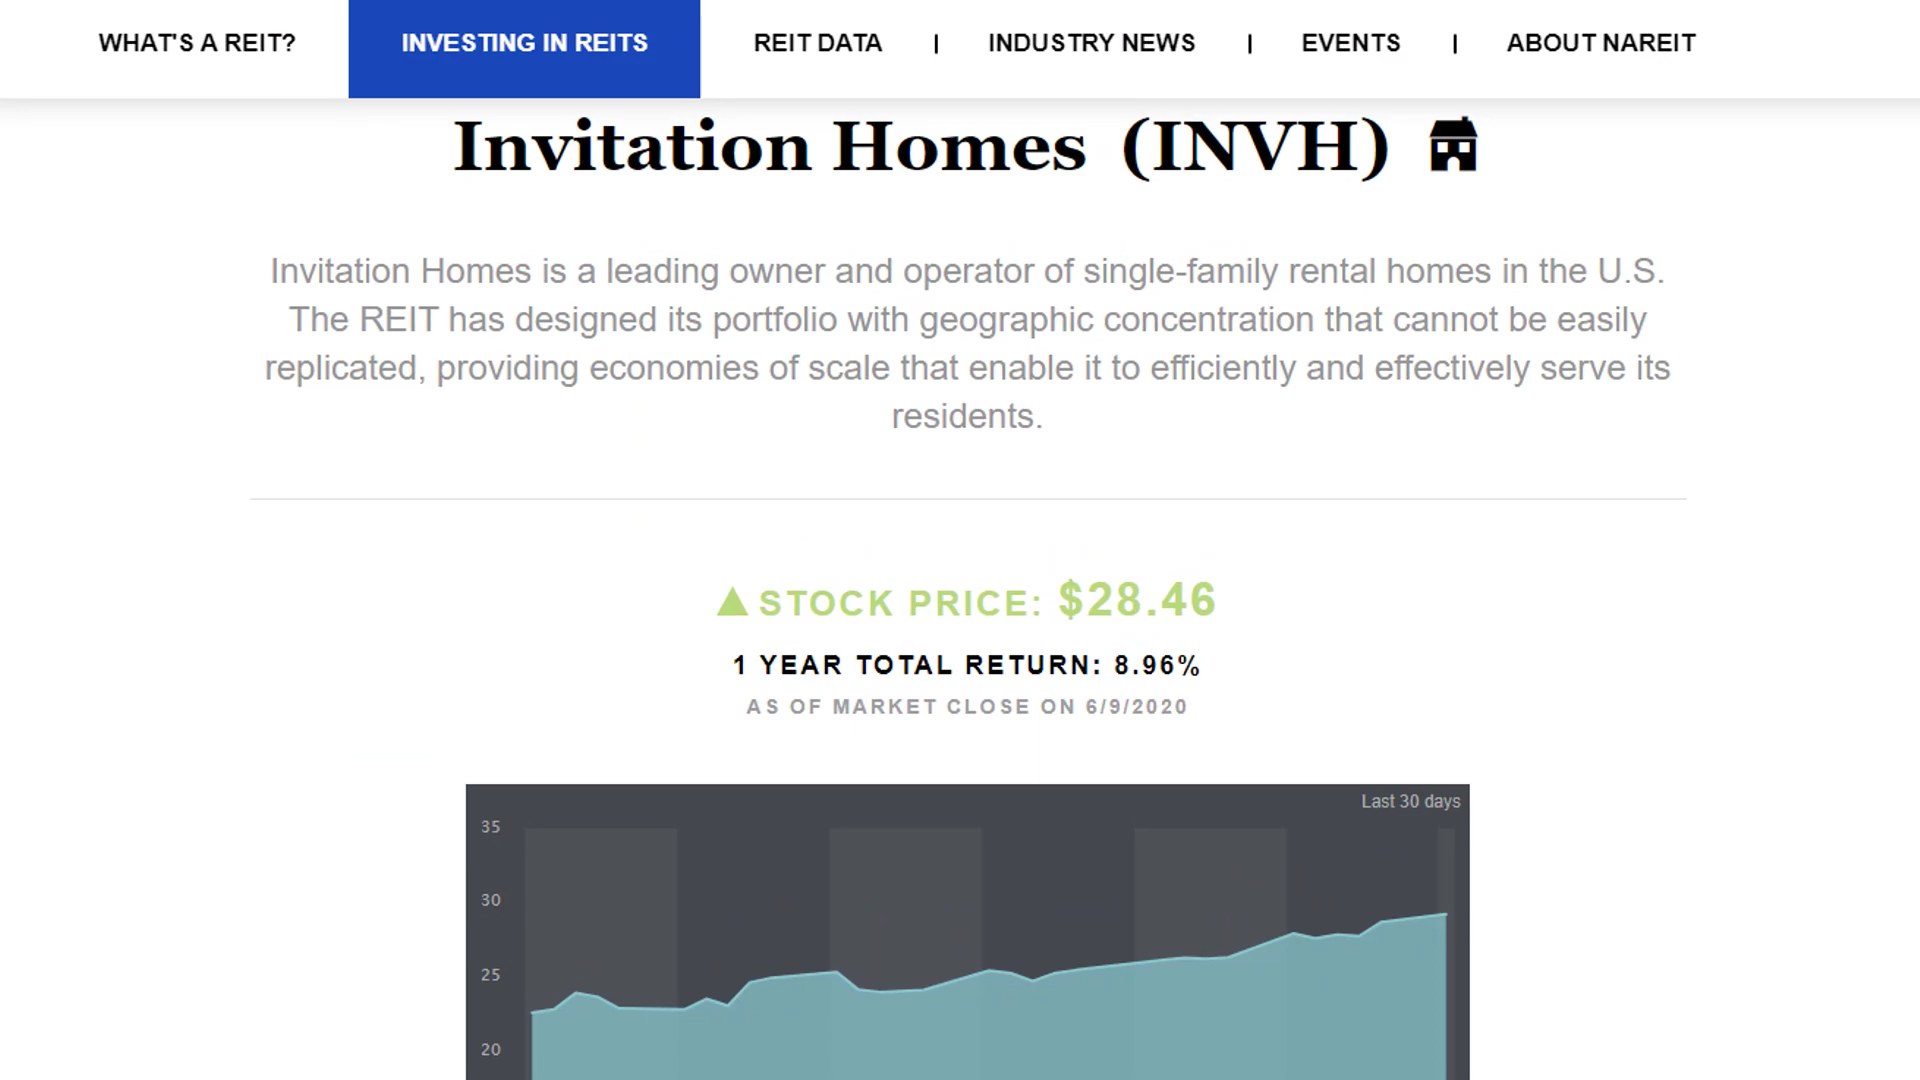 WHAT'S A REIT? INVESTING IN REITS REIT DATA | INDUSTRY NEWS | EVENTS | ABOUT NAREIT
Invitation Homes (INVH)
Invitation Homes is a leading owner and operator of single-family rental homes in the U.S.
The REIT has designed its portfolio with geographic concentration that cannot be easily
replicated, providing economies of scale that enable it to efficiently and effectively serve its
residents.
▲ STOCK PRICE: $28.46
1 YEAR TOTAL RETURN: 8.96%
AS OF MARKET CLOSE ON 6/9/2020
Last 30 days
35
30
25
20